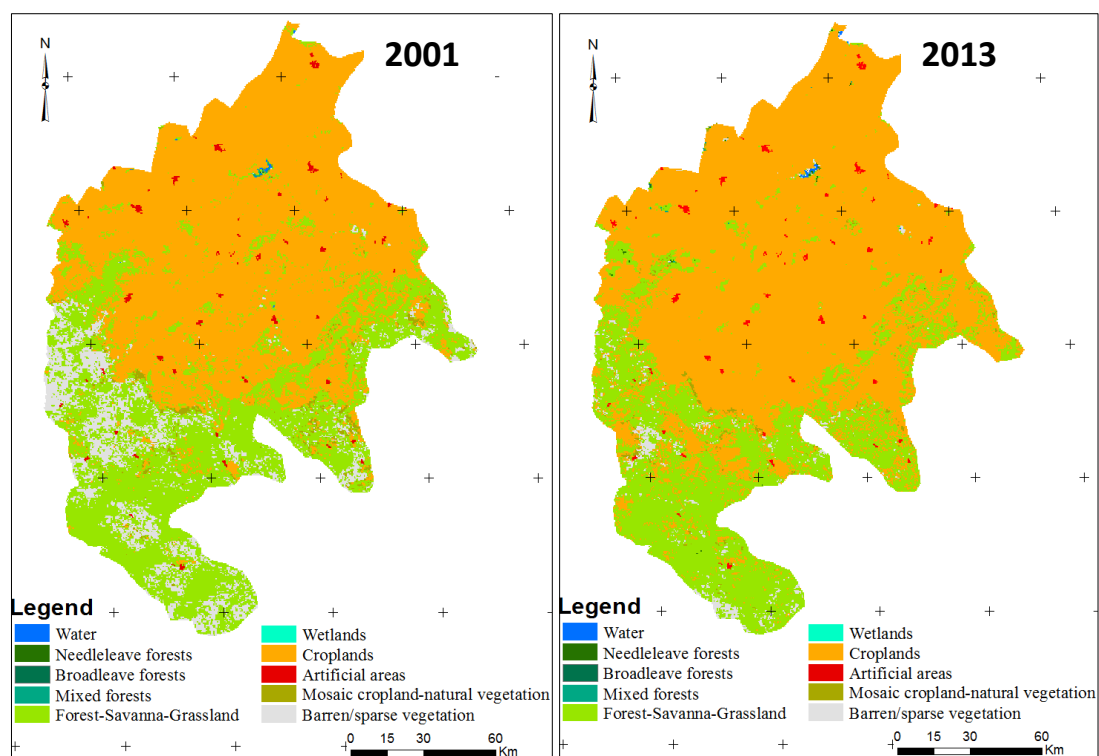 N
2001
Legend
Water
Needleleave forests
Broadleave forests
Mixed forests
Forest-Savanna-Grassland
Wetlands
Croplands
Artificial areas
Mosaic cropland-natural vegetation
Barren/sparse vegetation
0 15 30 60
Km
N
2013
Legend
Water
Needleleave forests
Broadleave forests
Mixed forests
Forest-Savanna-Grassland
Wetlands
Croplands
Artificial areas
Mosaic cropland-natural vegetation
Barren/sparse vegetation
0 15 30 60
Km